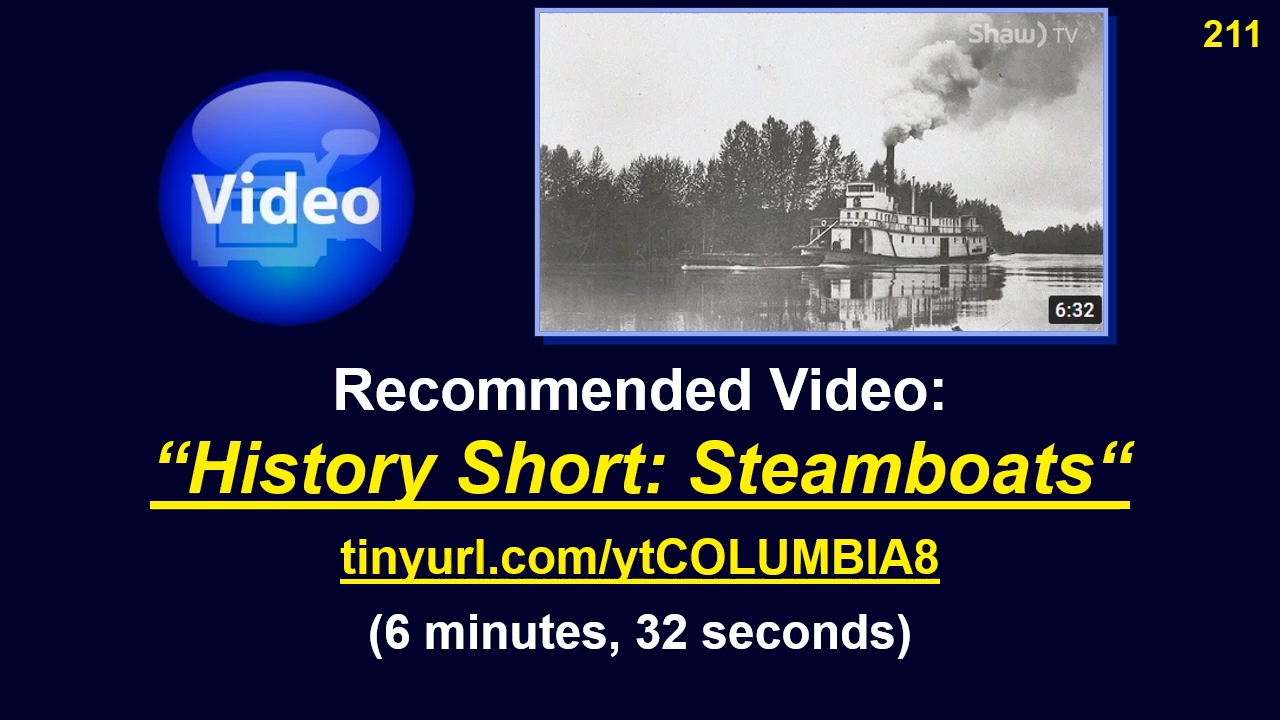 Shaw) TV
211
Video
6:32
Recommended Video:
“History Short: Steamboats“
tinyurl.com/ytCOLUMBIA8
(6 minutes, 32 seconds)